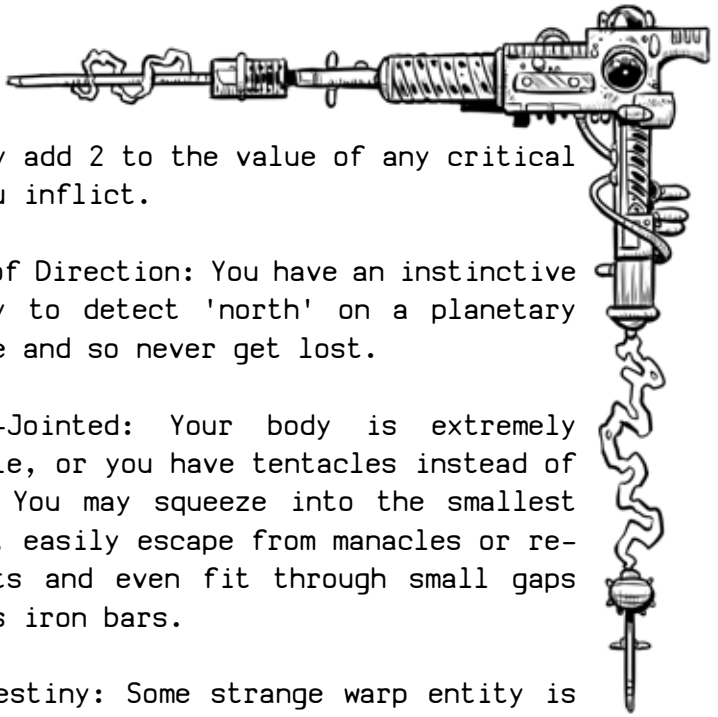 add 2 to the value of any critical
inflict.
of Direction: You have an instinctive
to detect 'north' on a planetary
and so never get lost.
-Jointed: Your body is extremely
or you have tentacles instead of
You may squeeze into the smallest
easily escape from manacles or re-
and even fit through small gaps
iron bars.
Some strange warp entity is